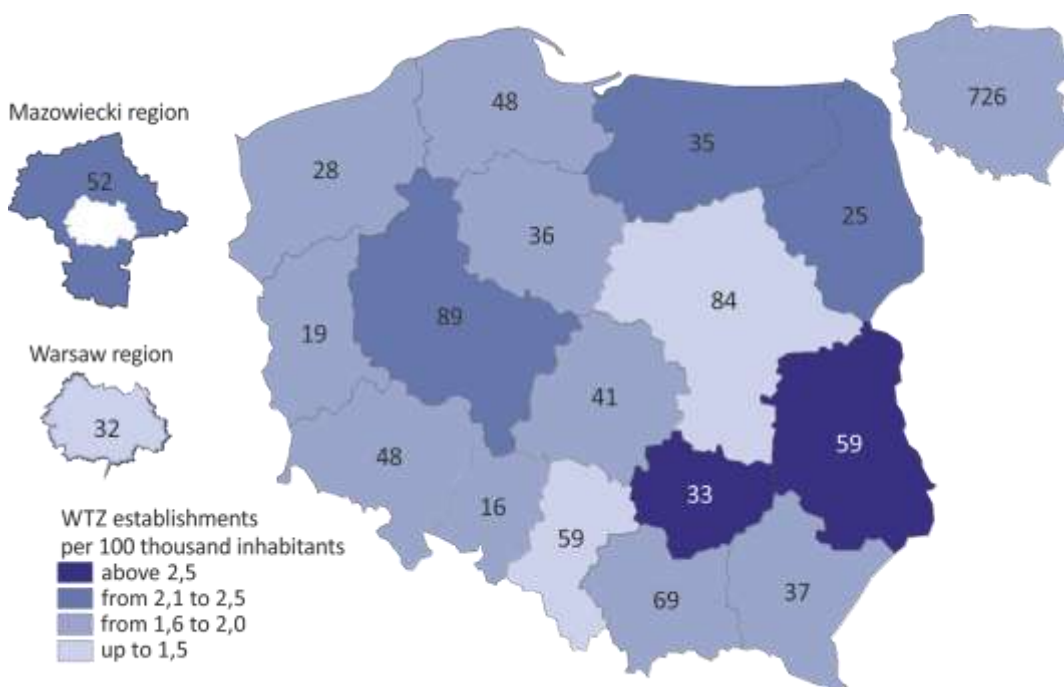 Mazowiecki region
52
Warsaw region
32
WTZ establishments
per 100 thousand inhabitants
above 2,5
from 2,1 to 2,5
from 1,6 to 2,0
up to 1,5
48
28
35
726
25
36
89
84
19
41
48
59
16
33
59
69
37